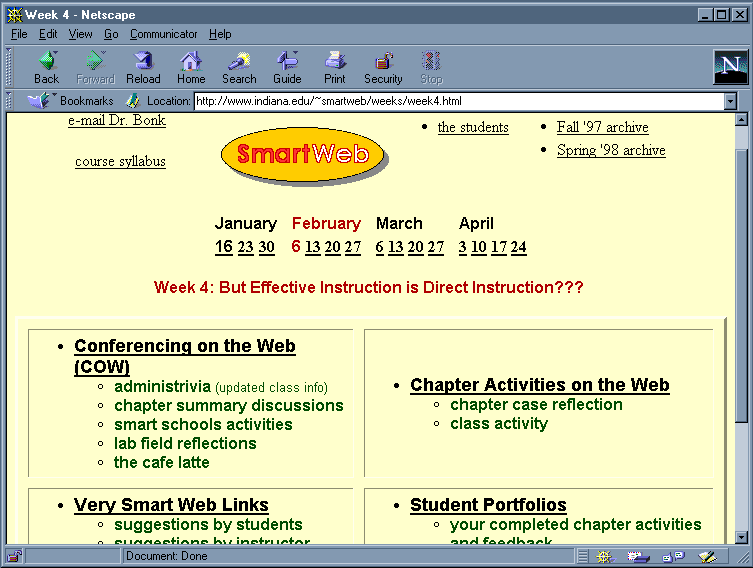 Week 4 - Netscape
File Edit View Go Communicator Help
Back Forward Reload Home Search Guide Print Security Stop
N
Bookmarks Location: http://www.indiana.edu/~smartweb/weeks/week4.html
e-mail Dr. Bonk
course syllabus
SmartWeb
the students
Fall '97 archive
Spring '98 archive
January February March April
16 23 30 6 13 20 27 6 13 20 27 3 10 17 24
Week 4: But Effective Instruction is Direct Instruction???
Conferencing on the Web
(COW)
administrivia (updated class info)
chapter summary discussions
smart schools activities
lab field reflections
the cafe latte
Chapter Activities on the Web
chapter case reflection
class activity
Very Smart Web Links
suggestions by students
suggestions by instructor
Student Portfolios
your completed chapter activities
and feedback
Document: Done